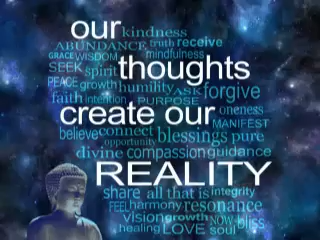 our kindness
ABUNDANCE truth receive
GRACE WISDOM mindfulness
SEEK spirit thoughts
PEACE growth humility ASK forgive
faith intention PURPOSE
create our oneness
MANIFEST
believe connect blessings pure
opportunity
divine compassion guidance
REALITY
share all that is integrity
FEEL harmony resonance
vision growth NOW bliss
healing LOVE soul